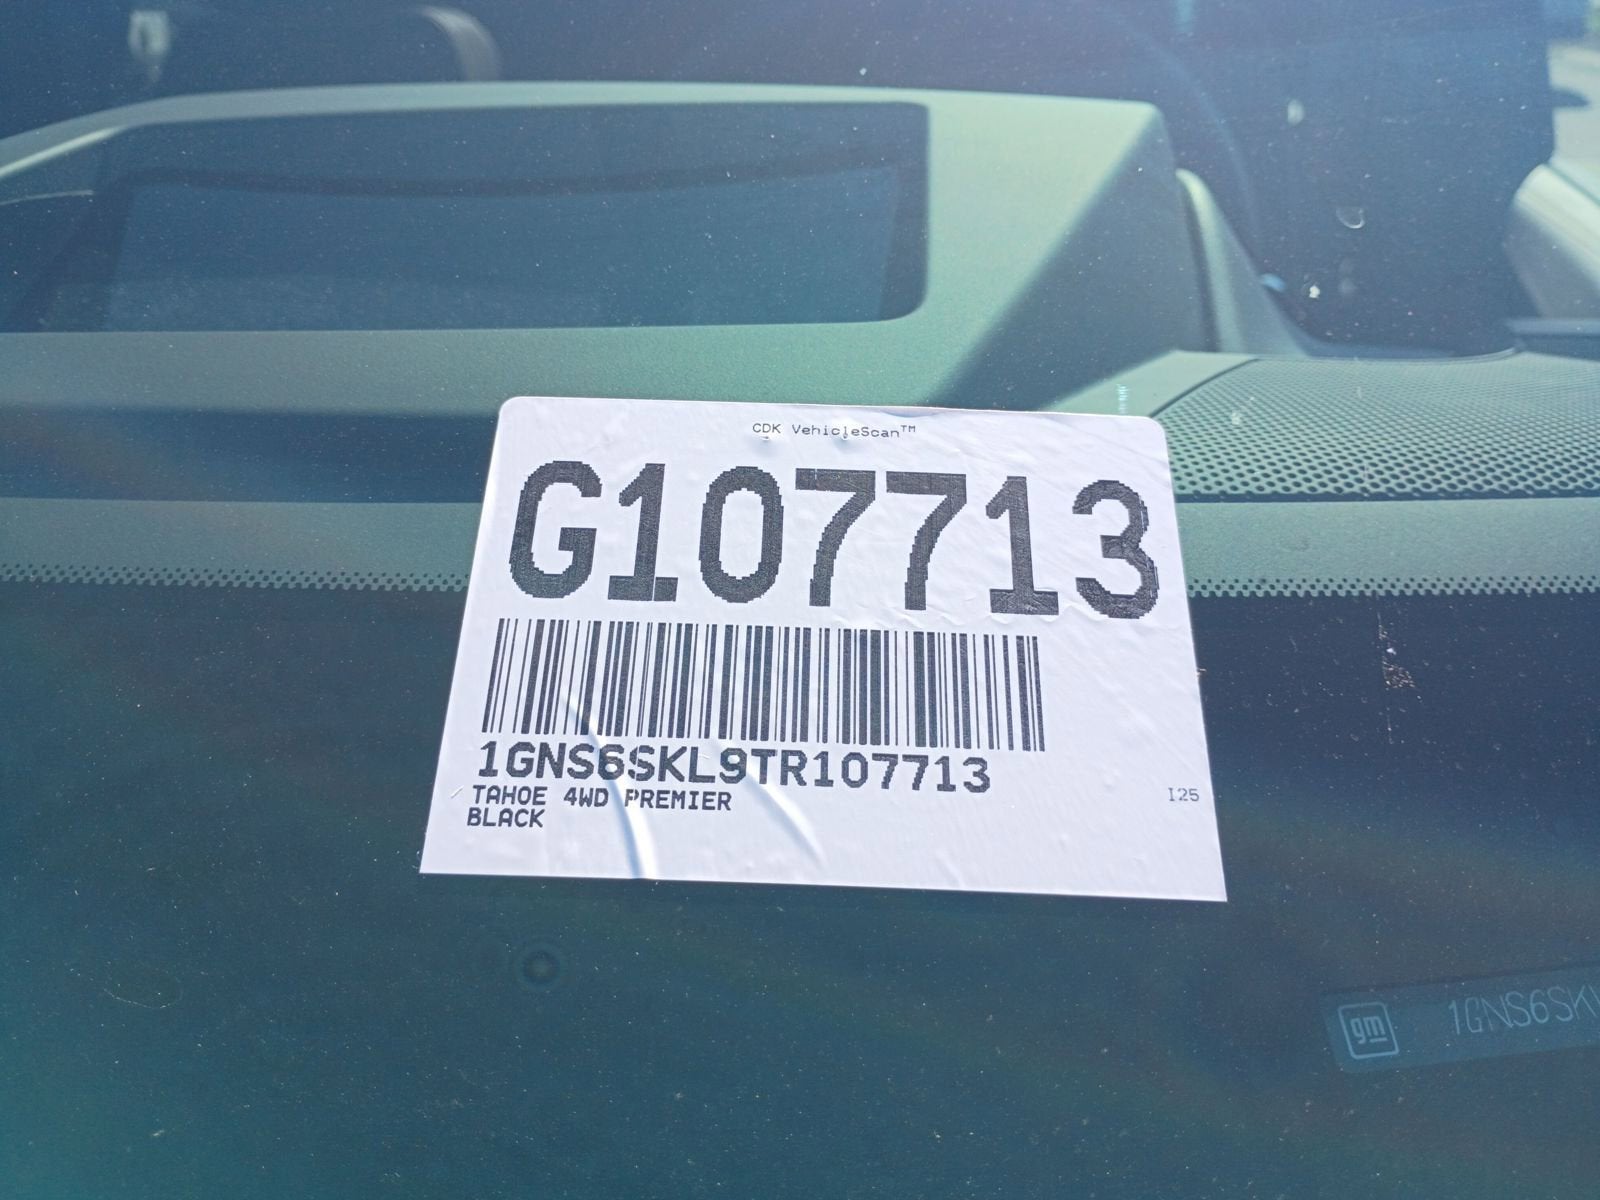 CDK VehicleScan™
G107713
1GNS6SKL9TR107713
TAHOE 4WD PREMIER
BLACK
I25
gm 1GNS6SK